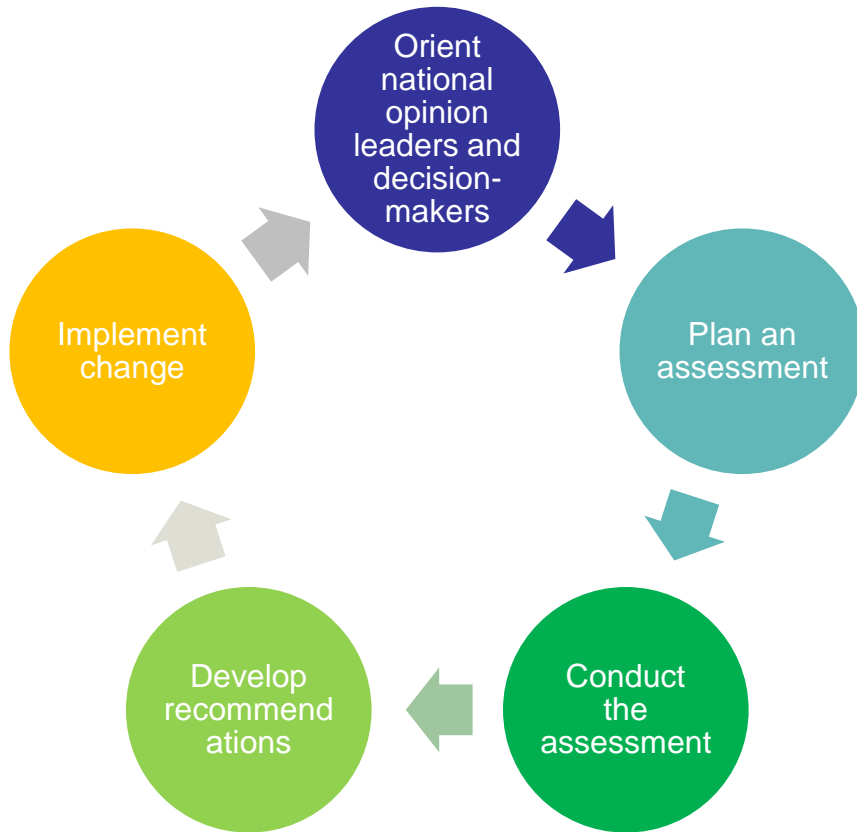 Orient
national
opinion
leaders and
decision-
makers
Plan an
assessment
Conduct
the
assessment
Develop
recommend
ations
Implement
change